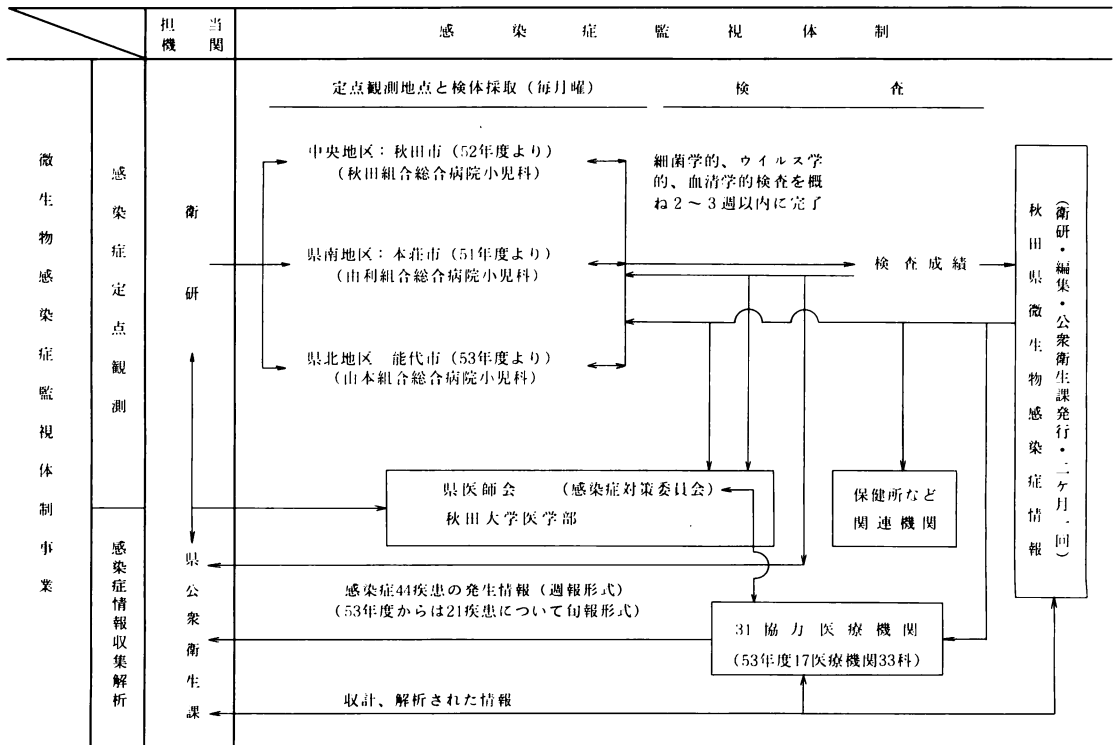 担当
機関
感染症監視体制
定点観測地点と検体採取（毎月曜）
検査
微生物感染症監視体制事業
感染症定点観測
感染症情報収集解析
衛研
県公衆衛生課
中央地区：秋田市（52年度より）
（秋田組合総合病院小児科）
県南地区：本荘市（51年度より）
（由利組合総合病院小児科）
県北地区　能代市（53年度より）
（山本組合総合病院小児科）
細菌学的、ウイルス学
的、血清学的検査を概
ね2～3週以内に完了
検査成績
秋田県微生物感染症情報
（衛研・編集・公衆衛生課発行・二ケ月一回）
県医師会　（感染症対策委員会）
秋田大学医学部
保健所など
関連機関
感染症44疾患の発生情報（週報形式）
（53年度からは21疾患について旬報形式）
31協力医療機関
（53年度17医療機関33科）
収計、解析された情報